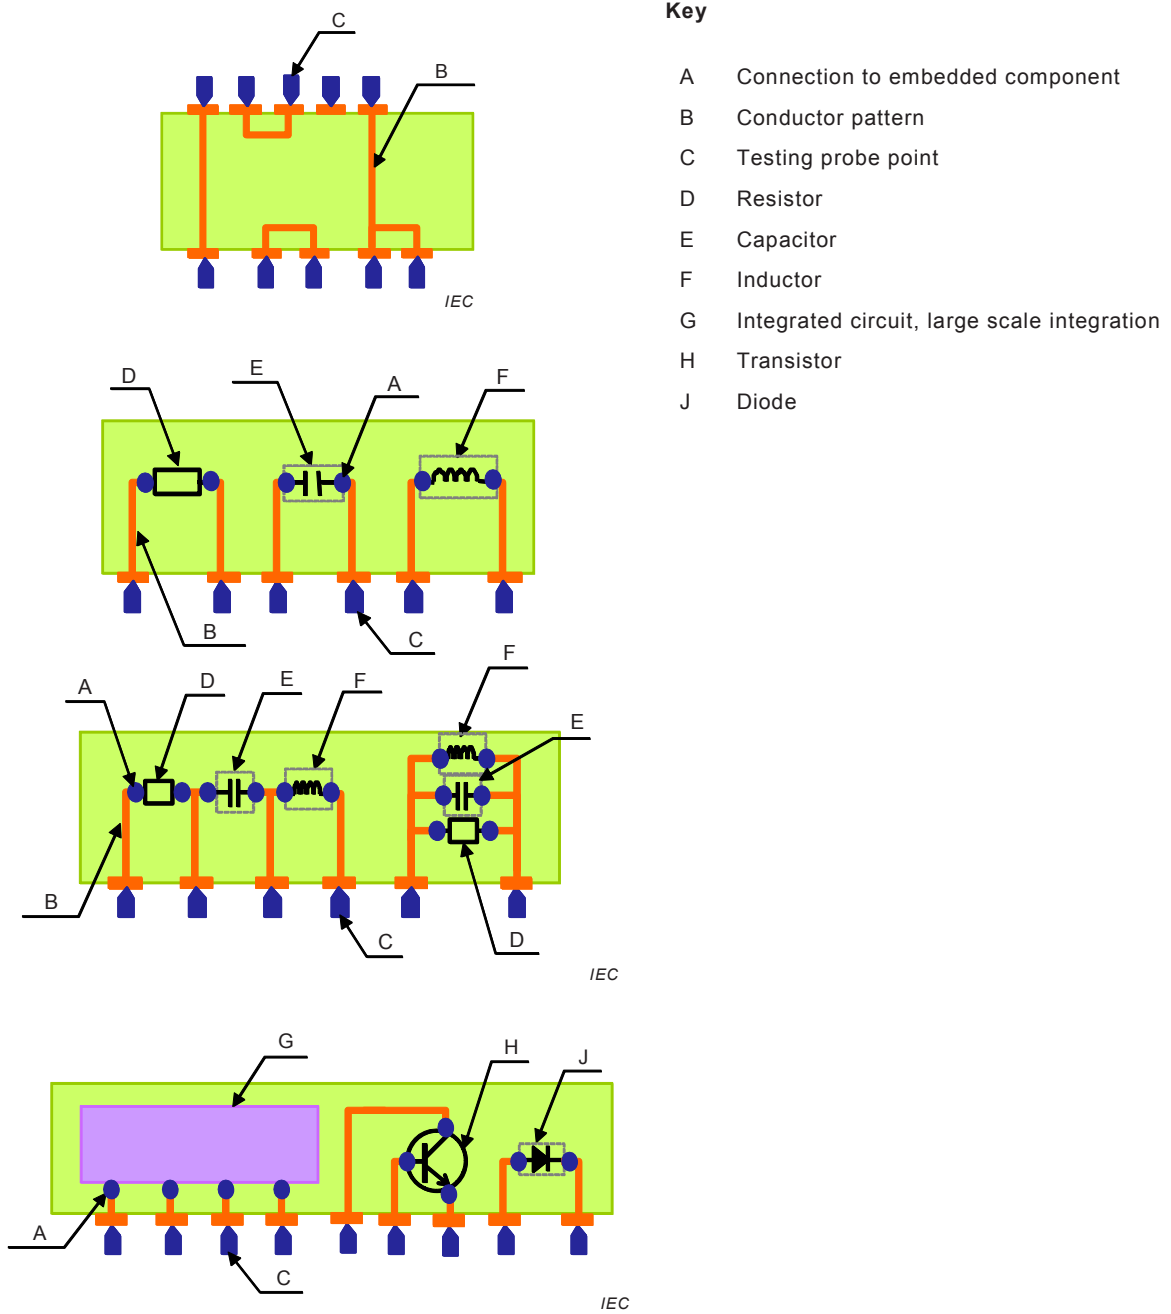 C
B
IEC
Key
A Connection to embedded component
B Conductor pattern
C Testing probe point
D Resistor
E Capacitor
F Inductor
G Integrated circuit, large scale integration
H Transistor
J Diode
D
E
A
F
B
C
A
D
E
F
F
E
B
C
D
IEC
G
H
J
A
C
IEC